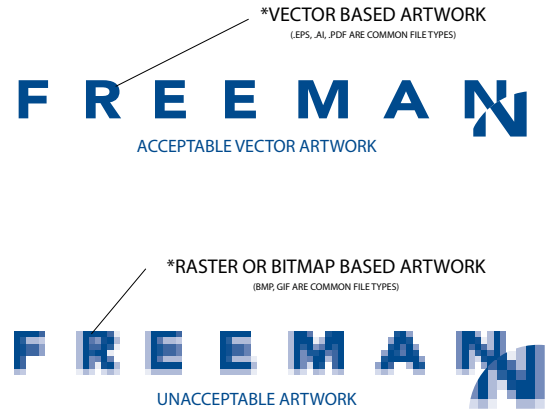 *VECTOR BASED ARTWORK
(.EPS, .AI, .PDF ARE COMMON FILE TYPES)
FREEMAN
ACCEPTABLE VECTOR ARTWORK
*RASTER OR BITMAP BASED ARTWORK
(BMP, GIF ARE COMMON FILE TYPES)
FREEMAN
UNACCEPTABLE ARTWORK